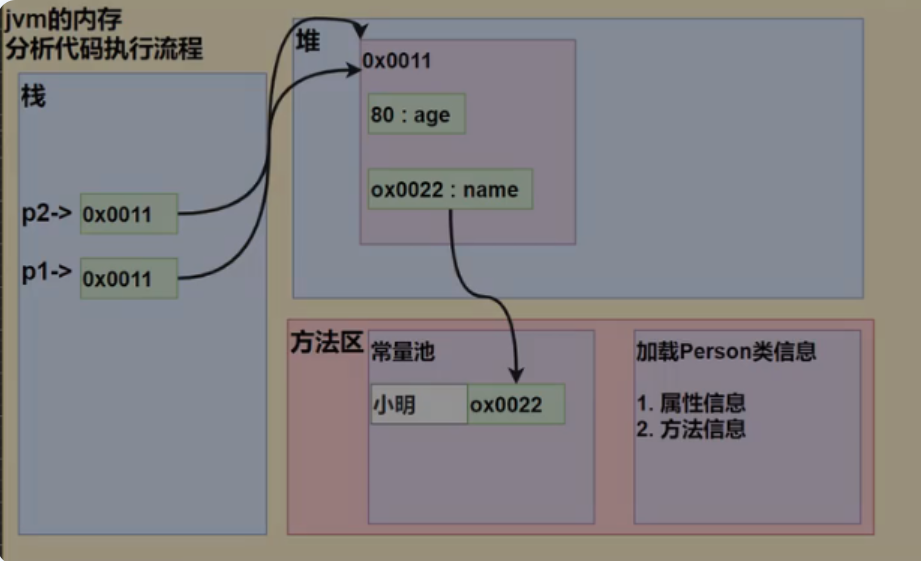 jvm的内存
分析代码执行流程
栈
p2-> 0x0011
p1-> 0x0011
堆
0x0011
80 : age
ox0022 : name
方法区
常量池
小明 ox0022
加载Person类信息
1. 属性信息
2. 方法信息